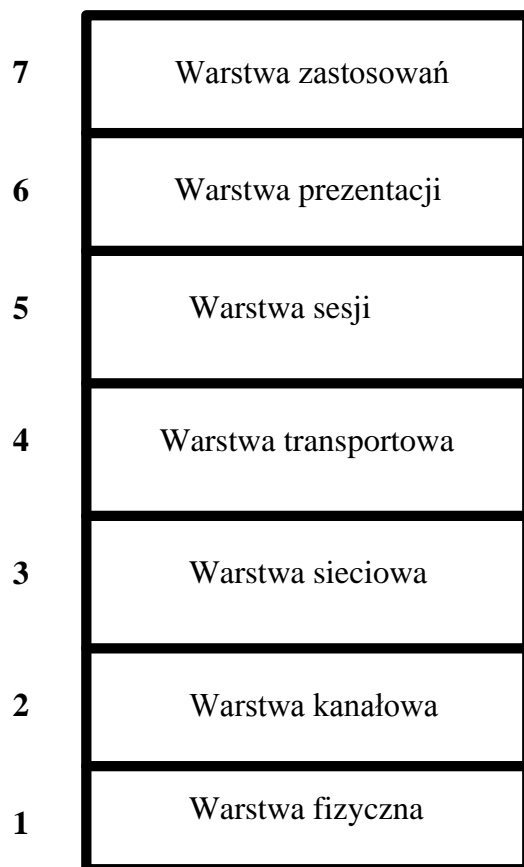 7 Warstwa zastosowań
6 Warstwa prezentacji
5 Warstwa sesji
4 Warstwa transportowa
3 Warstwa sieciowa
2 Warstwa kanałowa
1 Warstwa fizyczna